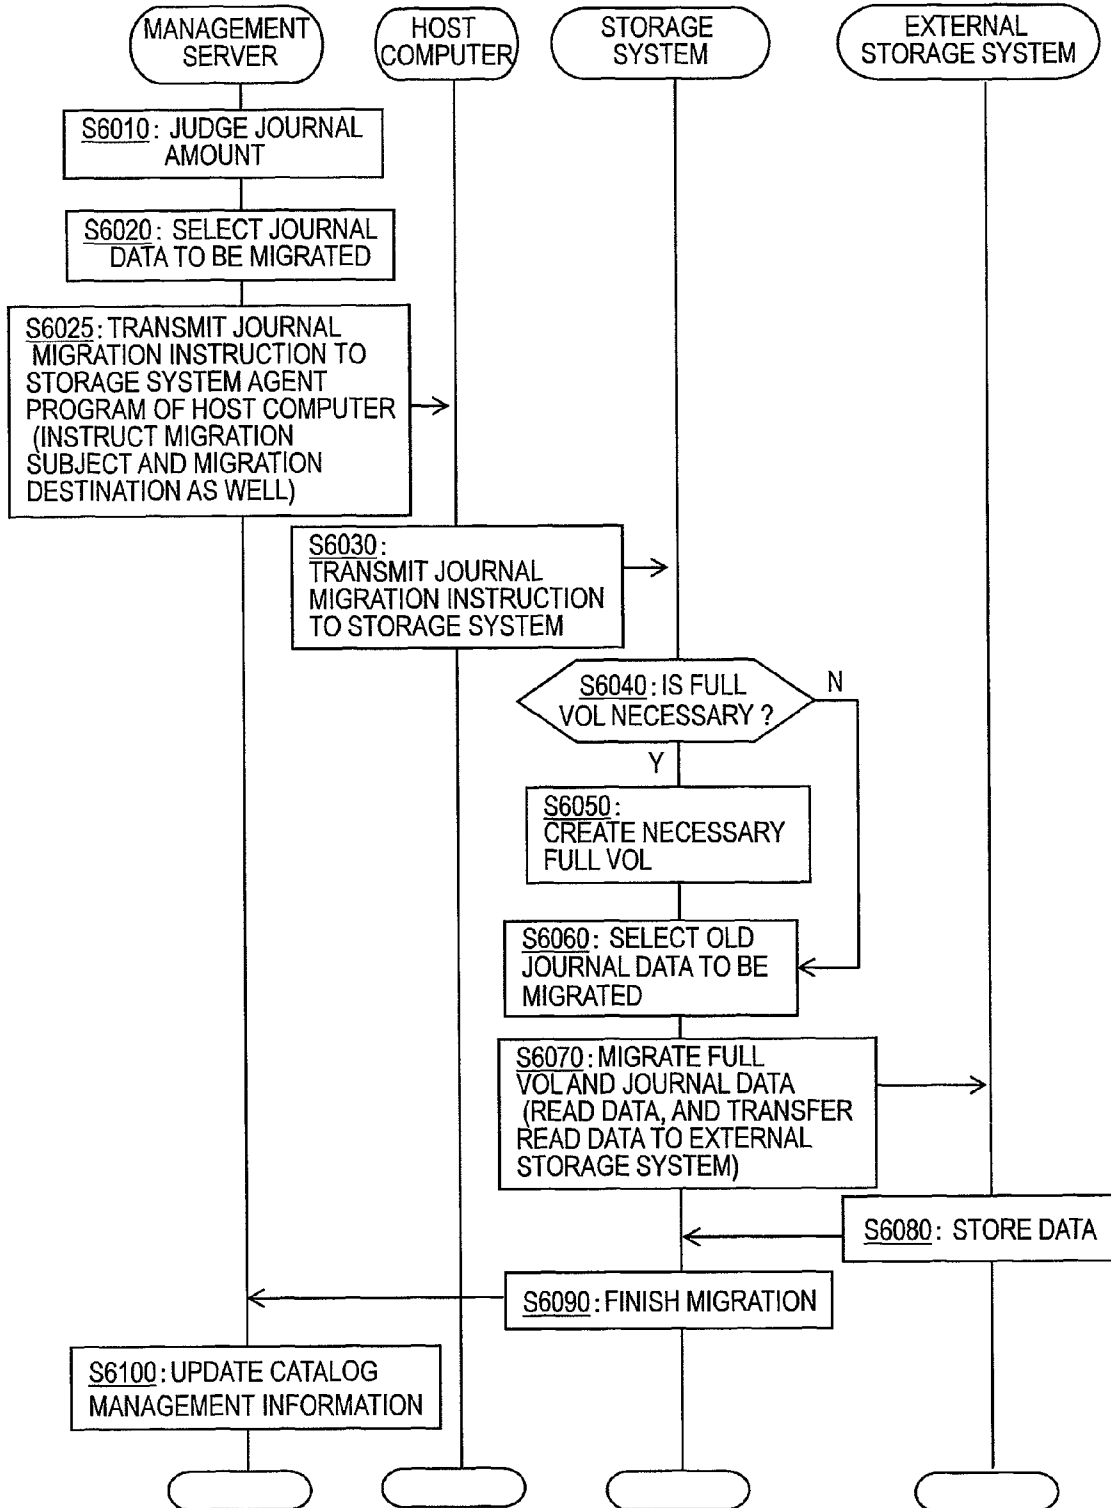 MANAGEMENT
SERVER
HOST
COMPUTER
STORAGE
SYSTEM
EXTERNAL
STORAGE SYSTEM
S6010: JUDGE JOURNAL
AMOUNT
S6020: SELECT JOURNAL
DATA TO BE MIGRATED
S6025: TRANSMIT JOURNAL
MIGRATION INSTRUCTION TO
STORAGE SYSTEM AGENT
PROGRAM OF HOST COMPUTER
(INSTRUCT MIGRATION
SUBJECT AND MIGRATION
DESTINATION AS WELL)
S6030:
TRANSMIT JOURNAL
MIGRATION INSTRUCTION
TO STORAGE SYSTEM
S6040: IS FULL
VOL NECESSARY ?
N
Y
S6050:
CREATE NECESSARY
FULL VOL
S6060: SELECT OLD
JOURNAL DATA TO BE
MIGRATED
S6070: MIGRATE FULL
VOL AND JOURNAL DATA
(READ DATA, AND TRANSFER
READ DATA TO EXTERNAL
STORAGE SYSTEM)
S6080: STORE DATA
S6090: FINISH MIGRATION
S6100: UPDATE CATALOG
MANAGEMENT INFORMATION